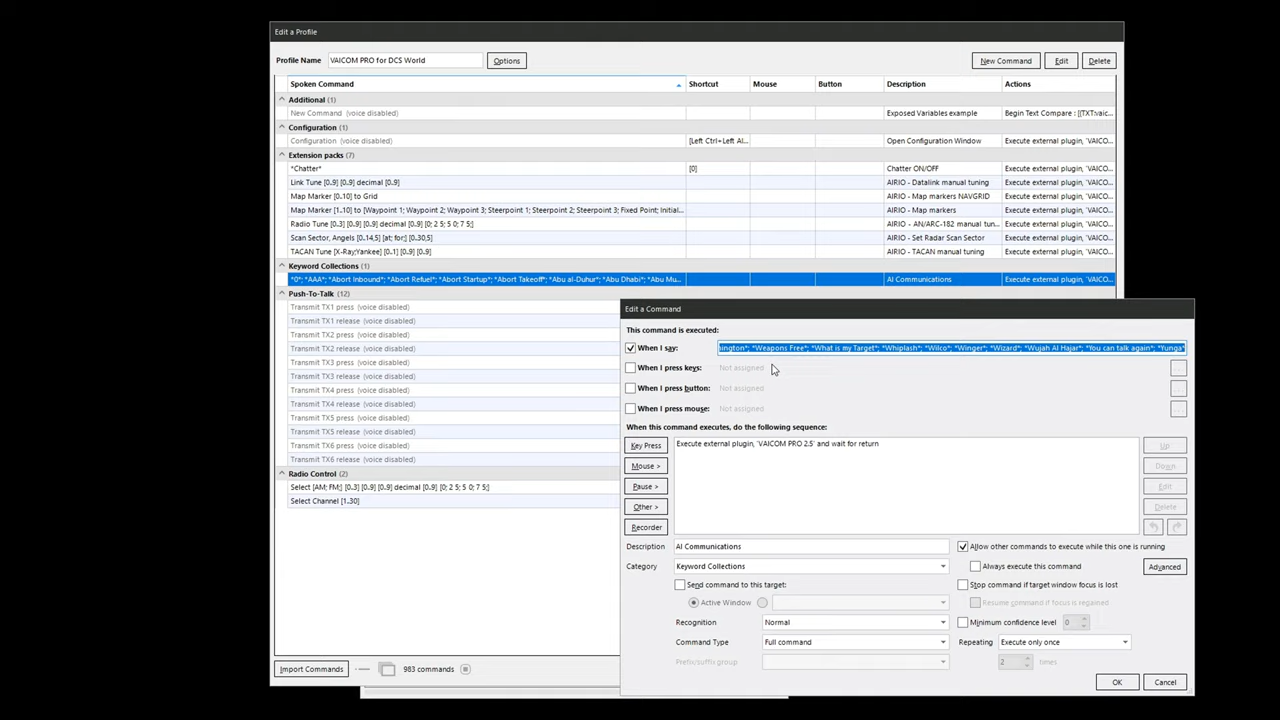 Edit a Profile
Profile Name VAICOM PRO for DCS World Options New Command Edit Delete
Spoken Command Shortcut Mouse Button Description Actions
Additional (1)
New Command (voice disabled) Exposed Variables example Begin Text Compare : [{TXT:vaic...
Configuration (1)
Configuration (voice disabled) [Left Ctrl+Left Al... Open Configuration Window Execute external plugin, 'VAICO...
Extension packs (7)
*Chatter* [0] Chatter ON/OFF Execute external plugin, 'VAICO...
Link Tune [0..9] [0..9] decimal [0..9] AIRIO - Datalink manual tuning Execute external plugin, 'VAICO...
Map Marker [0..10] to Grid AIRIO - Map markers NAVGRID Execute external plugin, 'VAICO...
Map Marker [1..10] to [Waypoint 1; Waypoint 2; Waypoint 3; Steerpoint 1; Steerpoint 2; Steerpoint 3; Fixed Point; Initial... AIRIO - Map markers Execute external plugin, 'VAICO...
Radio Tune [0..3] [0..9] [0..9] decimal [0..9] [0; 2 5; 5 0; 7 5;] AIRIO - AN/ARC-182 manual tun... Execute external plugin, 'VAICO...
Scan Sector, Angels [0..14,5] [at; for;] [0..30,5] AIRIO - Set Radar Scan Sector Execute external plugin, 'VAICO...
TACAN Tune [X-Ray;Yankee] [0..1] [0..9] [0..9] AIRIO - TACAN manual tuning Execute external plugin, 'VAICO...
Keyword Collections (1)
*0*; *AAA*; *Abort Inbound*; *Abort Refuel*; *Abort Startup*; *Abort Takeoff*; *Abu al-Duhur*; *Abu Dhabi*; *Abu Mu... AI Communications Execute external plugin, 'VAICO...
Push-To-Talk (12)
Transmit TX1 press (voice disabled)
Transmit TX1 release (voice disabled)
Transmit TX2 press (voice disabled)
Transmit TX2 release (voice disabled)
Transmit TX3 press (voice disabled)
Transmit TX3 release (voice disabled)
Transmit TX4 press (voice disabled)
Transmit TX4 release (voice disabled)
Transmit TX5 press (voice disabled)
Transmit TX5 release (voice disabled)
Transmit TX6 press (voice disabled)
Transmit TX6 release (voice disabled)
Radio Control (2)
Select [AM; FM;] [0..3] [0..9] [0..9] decimal [0..9] [0; 2 5; 5 0; 7 5;]
Select Channel [1..30]
Import Commands 983 commands
Edit a Command
This command is executed:
When I say: ington*; *Weapons Free*; *What is my Target*; *Whiplash*; *Wilco*; *Winger*; *Wizard*; *Wujah Al Hajar*; *You can talk again*; *Yunga*
When I press keys: Not assigned ...
When I press button: Not assigned ...
When I press mouse: Not assigned ...
When this command executes, do the following sequence:
Key Press Execute external plugin, 'VAICOM PRO 2.5' and wait for return Up
Mouse > Down
Pause > Edit
Other > Delete
Recorder
Description AI Communications Allow other commands to execute while this one is running
Category Keyword Collections Always execute this command Advanced
Send command to this target: Stop command if target window focus is lost
Active Window Resume command if focus is regained
Recognition Normal Minimum confidence level 0
Command Type Full command Repeating Execute only once
Prefix/suffix group 2 times
OK Cancel